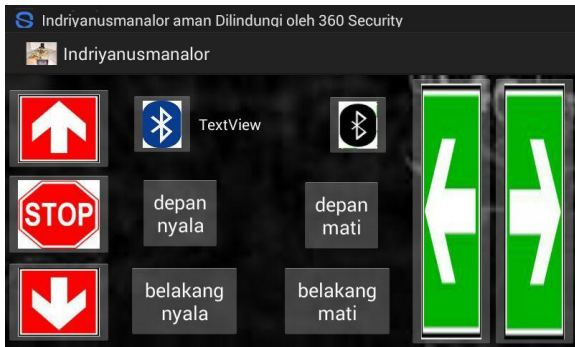 Indriyanusmanalor aman Dilindungi oleh 360 Security
Indriyanusmanalor
TextView
STOP
depan
nyala
depan
mati
belakang
nyala
belakang
mati